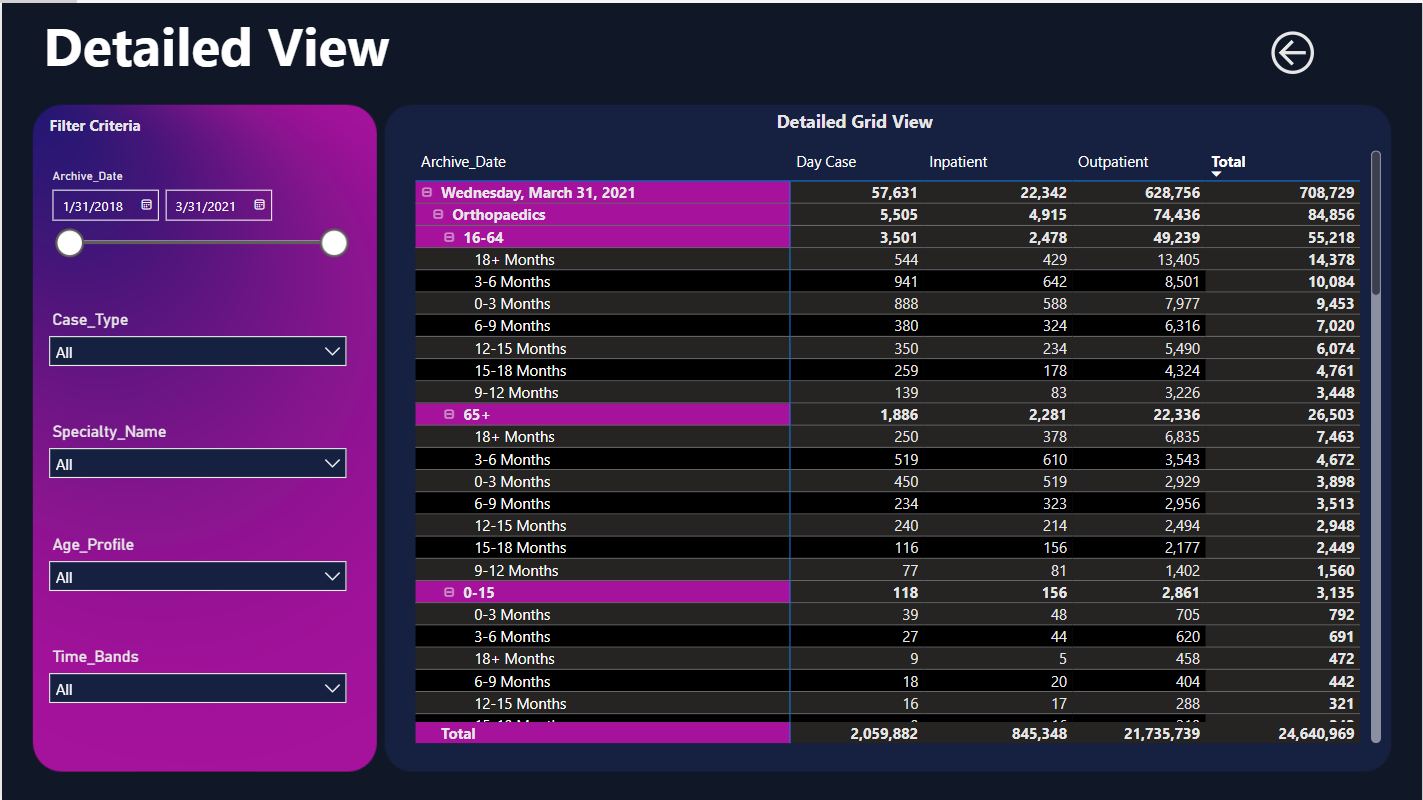 Detailed View
Filter Criteria
Archive_Date
1/31/2018 3/31/2021
Case_Type
All
Specialty_Name
All
Age_Profile
All
Time_Bands
All
Detailed Grid View
Archive_Date Day Case Inpatient Outpatient Total
Wednesday, March 31, 2021 57,631 22,342 628,756 708,729
Orthopaedics 5,505 4,915 74,436 84,856
16-64 3,501 2,478 49,239 55,218
18+ Months 544 429 13,405 14,378
3-6 Months 941 642 8,501 10,084
0-3 Months 888 588 7,977 9,453
6-9 Months 380 324 6,316 7,020
12-15 Months 350 234 5,490 6,074
15-18 Months 259 178 4,324 4,761
9-12 Months 139 83 3,226 3,448
65+ 1,886 2,281 22,336 26,503
18+ Months 250 378 6,835 7,463
3-6 Months 519 610 3,543 4,672
0-3 Months 450 519 2,929 3,898
6-9 Months 234 323 2,956 3,513
12-15 Months 240 214 2,494 2,948
15-18 Months 116 156 2,177 2,449
9-12 Months 77 81 1,402 1,560
0-15 118 156 2,861 3,135
0-3 Months 39 48 705 792
3-6 Months 27 44 620 691
18+ Months 9 5 458 472
6-9 Months 18 20 404 442
12-15 Months 16 17 288 321
Total 2,059,882 845,348 21,735,739 24,640,969